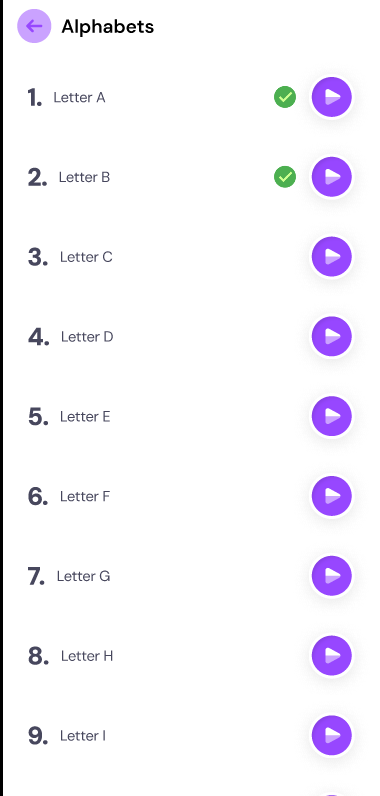 Alphabets
1. Letter A
2. Letter B
3. Letter C
4. Letter D
5. Letter E
6. Letter F
7. Letter G
8. Letter H
9. Letter I